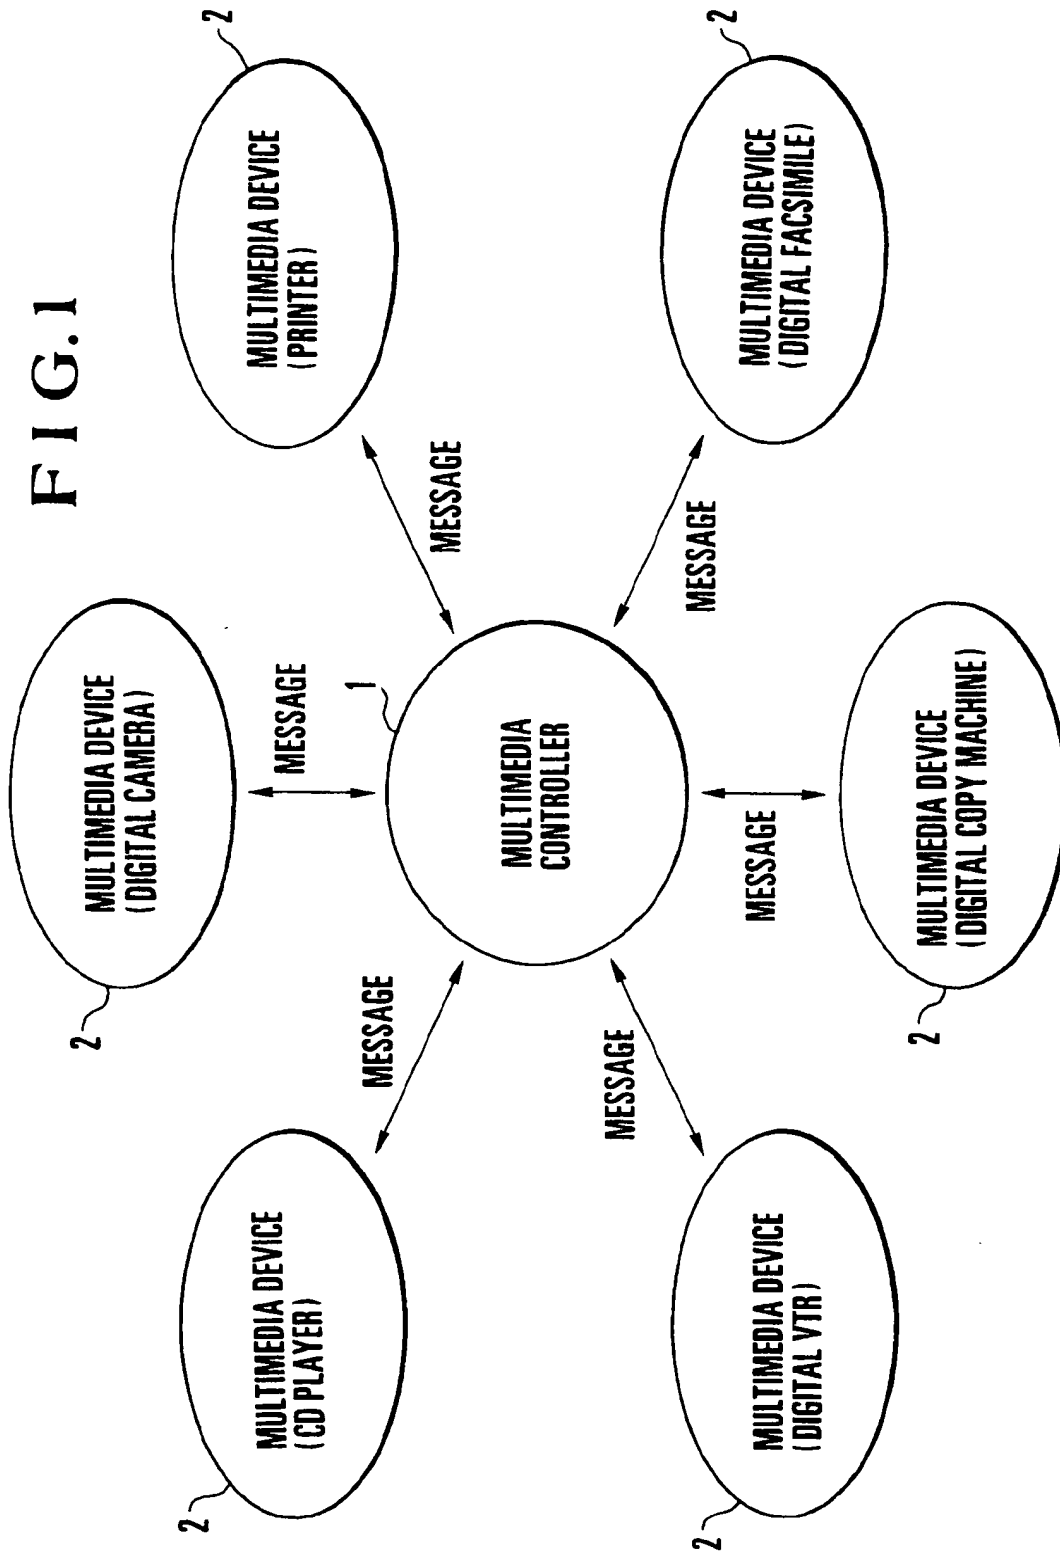 FIG.1
2
MULTIMEDIA DEVICE
(CD PLAYER)
2
MULTIMEDIA DEVICE
(DIGITAL CAMERA)
2
MULTIMEDIA DEVICE
(PRINTER)
MESSAGE
MESSAGE
MESSAGE
1
MULTIMEDIA
CONTROLLER
MESSAGE
MESSAGE
MESSAGE
2
MULTIMEDIA DEVICE
(DIGITAL VTR)
2
MULTIMEDIA DEVICE
(DIGITAL COPY MACHINE)
2
MULTIMEDIA DEVICE
(DIGITAL FACSIMILE)